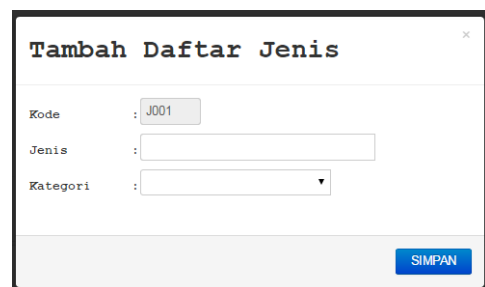 ×
Tambah Daftar Jenis
Kode : J001
Jenis :
Kategori :
SIMPAN